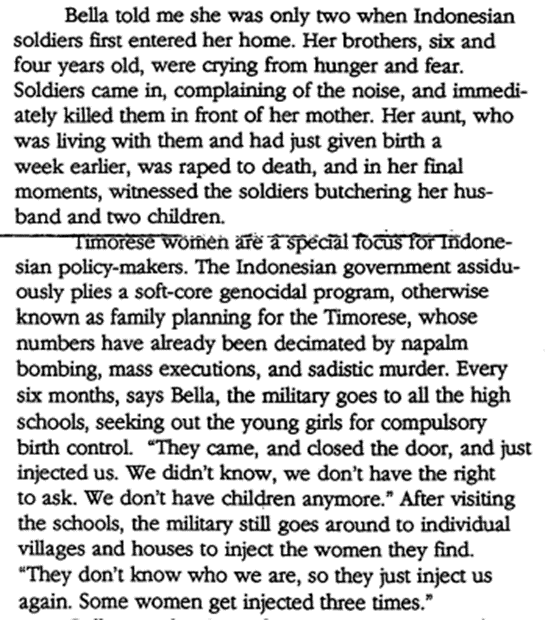 Bella told me she was only two when Indonesian
soldiers first entered her home. Her brothers, six and
four years old, were crying from hunger and fear.
Soldiers came in, complaining of the noise, and immedi-
ately killed them in front of her mother. Her aunt, who
was living with them and had just given birth a
week earlier, was raped to death, and in her final
moments, witnessed the soldiers butchering her hus-
band and two children.
Timorese women are a special focus for Indone-
sian policy-makers. The Indonesian government assidu-
ously plies a soft-core genocidal program, otherwise
known as family planning for the Timorese, whose
numbers have already been decimated by napalm
bombing, mass executions, and sadistic murder. Every
six months, says Bella, the military goes to all the high
schools, seeking out the young girls for compulsory
birth control. “They came, and closed the door, and just
injected us. We didn't know, we don't have the right
to ask. We don't have children anymore.” After visiting
the schools, the military still goes around to individual
villages and houses to inject the women they find.
“They don't know who we are, so they just inject us
again. Some women get injected three times.”